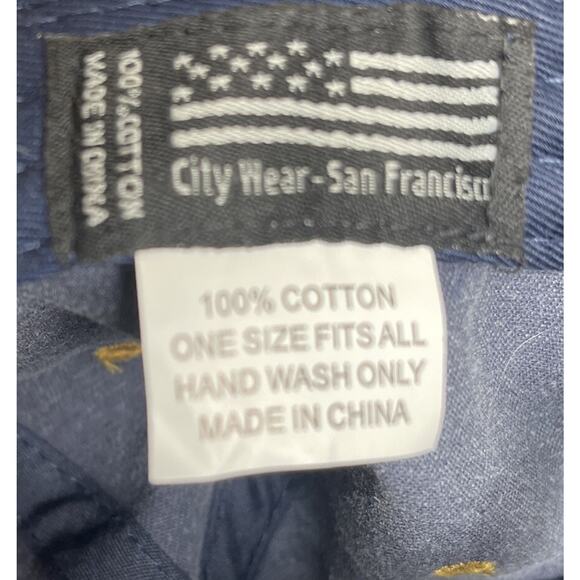 100% COTTON
MADE IN CHINA
City Wear-San Francisco
100% COTTON
ONE SIZE FITS ALL
HAND WASH ONLY
MADE IN CHINA